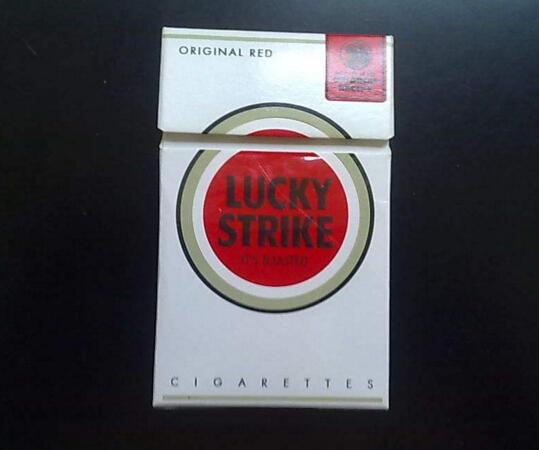 ORIGINAL RED
LUCKY
STRIKE
IT'S TOASTED
CIGARETTES